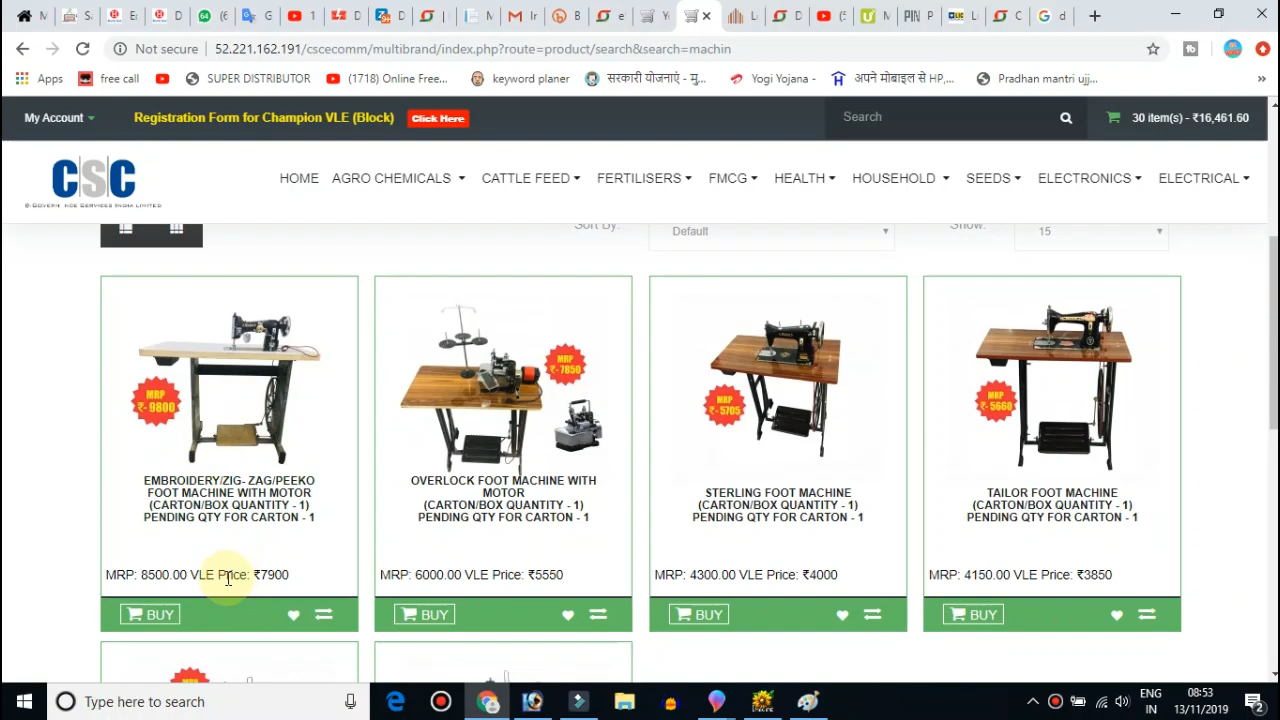 M
Not secure
52.221.162.191/cscecomm/multibrand/index.php?route=product/search&search=machin
Apps
free call
SUPER DISTRIBUTOR
(1718) Online Free...
keyword planer
सरकारी योजनाएं - मु...
Yogi Yojana -
अपने मोबाइल से HP,...
Pradhan mantri ujj...
My Account
Registration Form for Champion VLE (Block)
Click Here
Search
30 item(s) - ₹16,461.60
CSC
HOME
AGRO CHEMICALS
CATTLE FEED
FERTILISERS
FMCG
HEALTH
HOUSEHOLD
SEEDS
ELECTRONICS
ELECTRICAL
Sort By:
Default
Show:
15
MRP
₹- 9800
EMBROIDERY/ZIG- ZAG/PEEKO
FOOT MACHINE WITH MOTOR
(CARTON/BOX QUANTITY - 1)
PENDING QTY FOR CARTON - 1
MRP: 8500.00 VLE Price: ₹7900
BUY
MRP
₹- 7850
OVERLOCK FOOT MACHINE WITH
MOTOR
(CARTON/BOX QUANTITY - 1)
PENDING QTY FOR CARTON - 1
MRP: 6000.00 VLE Price: ₹5550
BUY
MRP
₹- 5705
STERLING FOOT MACHINE
(CARTON/BOX QUANTITY - 1)
PENDING QTY FOR CARTON - 1
MRP: 4300.00 VLE Price: ₹4000
BUY
MRP
₹- 5660
TAILOR FOOT MACHINE
(CARTON/BOX QUANTITY - 1)
PENDING QTY FOR CARTON - 1
MRP: 4150.00 VLE Price: ₹3850
BUY
MRP
Type here to search
ENG
IN
08:53
13/11/2019
2